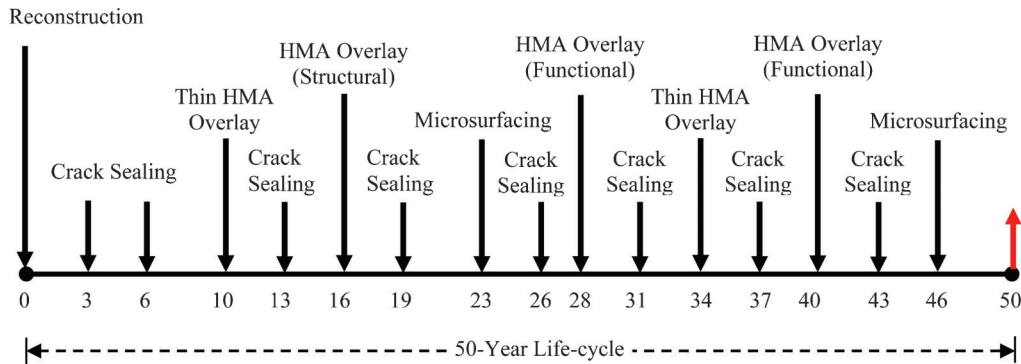 Reconstruction
HMA Overlay
(Structural)
HMA Overlay
(Functional)
HMA Overlay
(Functional)
Thin HMA
Overlay
Microsurfacing
Thin HMA
Overlay
Microsurfacing
Crack Sealing
Crack
Sealing
Crack
Sealing
Crack
Sealing
Crack
Sealing
Crack
Sealing
Crack
Sealing
0 3 6 10 13 16 19 23 26 28 31 34 37 40 43 46 50
50-Year Life-cycle